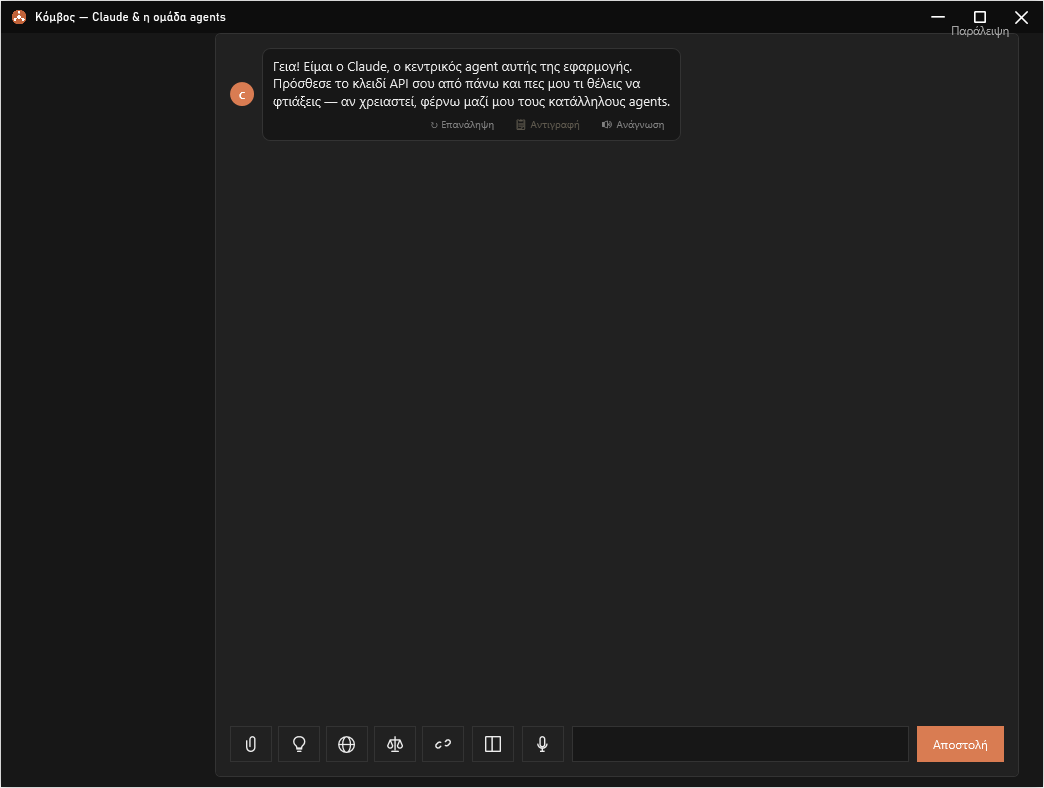 Κόμβος — Claude & η ομάδα agents
Παράλειψη
Γεια! Είμαι ο Claude, ο κεντρικός agent αυτής της εφαρμογής.
Πρόσθεσε το κλειδί API σου από πάνω και πες μου τι θέλεις να
φτιάξεις — αν χρειαστεί, φέρνω μαζί μου τους κατάλληλους agents.
C
↻ Επανάληψη Αντιγραφή Ανάγνωση
Αποστολή